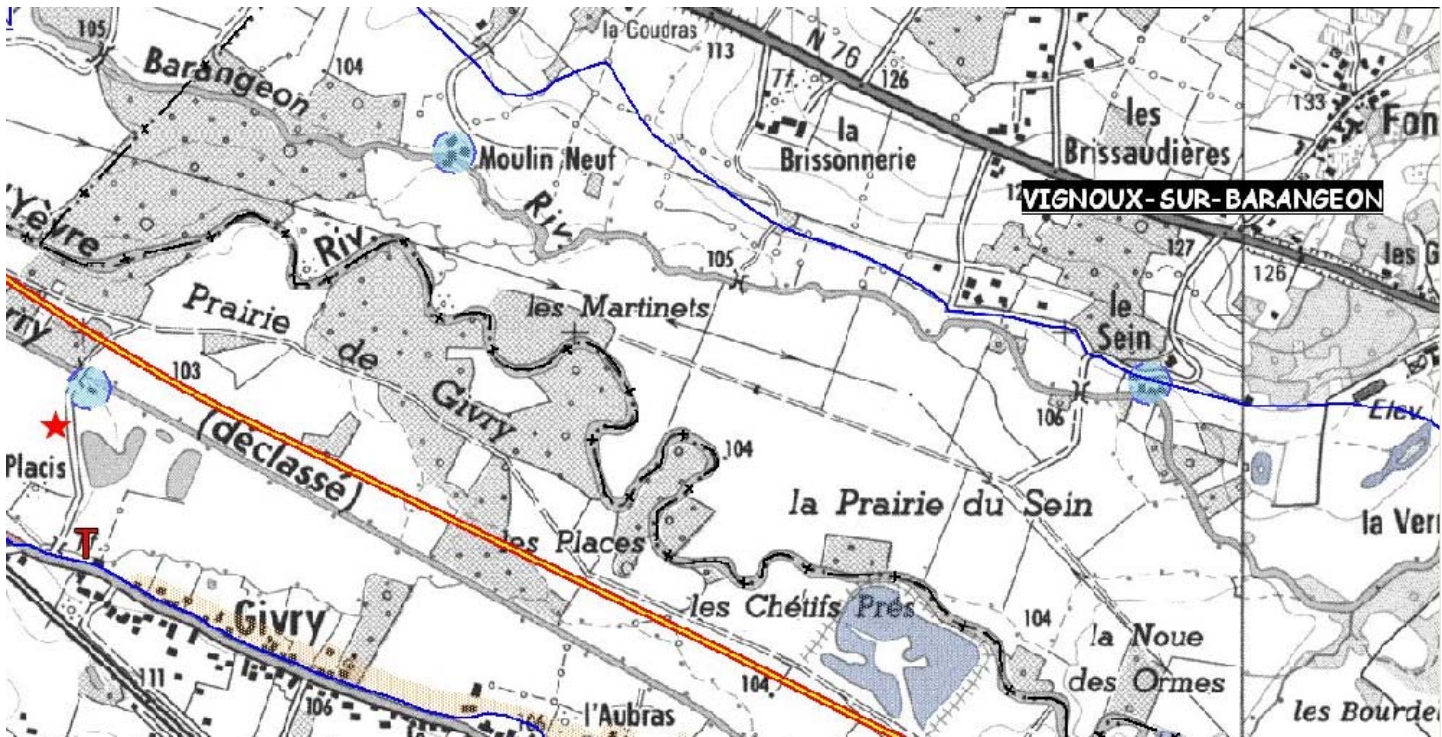 105
Barangeon
104
la Coudras
113
N 76
126
Tf
la
Brissonnerie
les
Brissaudières
133
Fon
Moulin Neuf
VIGNOUX-SUR-BARANGEON
Yèvre
Riv.
Riv.
105
127
126
les G
Prairie
de
Givry
les Martinets
le
Sein
103
106
Elev
(déclassé)
104
Placis
la Prairie du Sein
la Vern
T
les Places
les Chétifs Prés
104
la Noue
des Ormes
Givry
111
106
104
106
l'Aubras
les Bourde